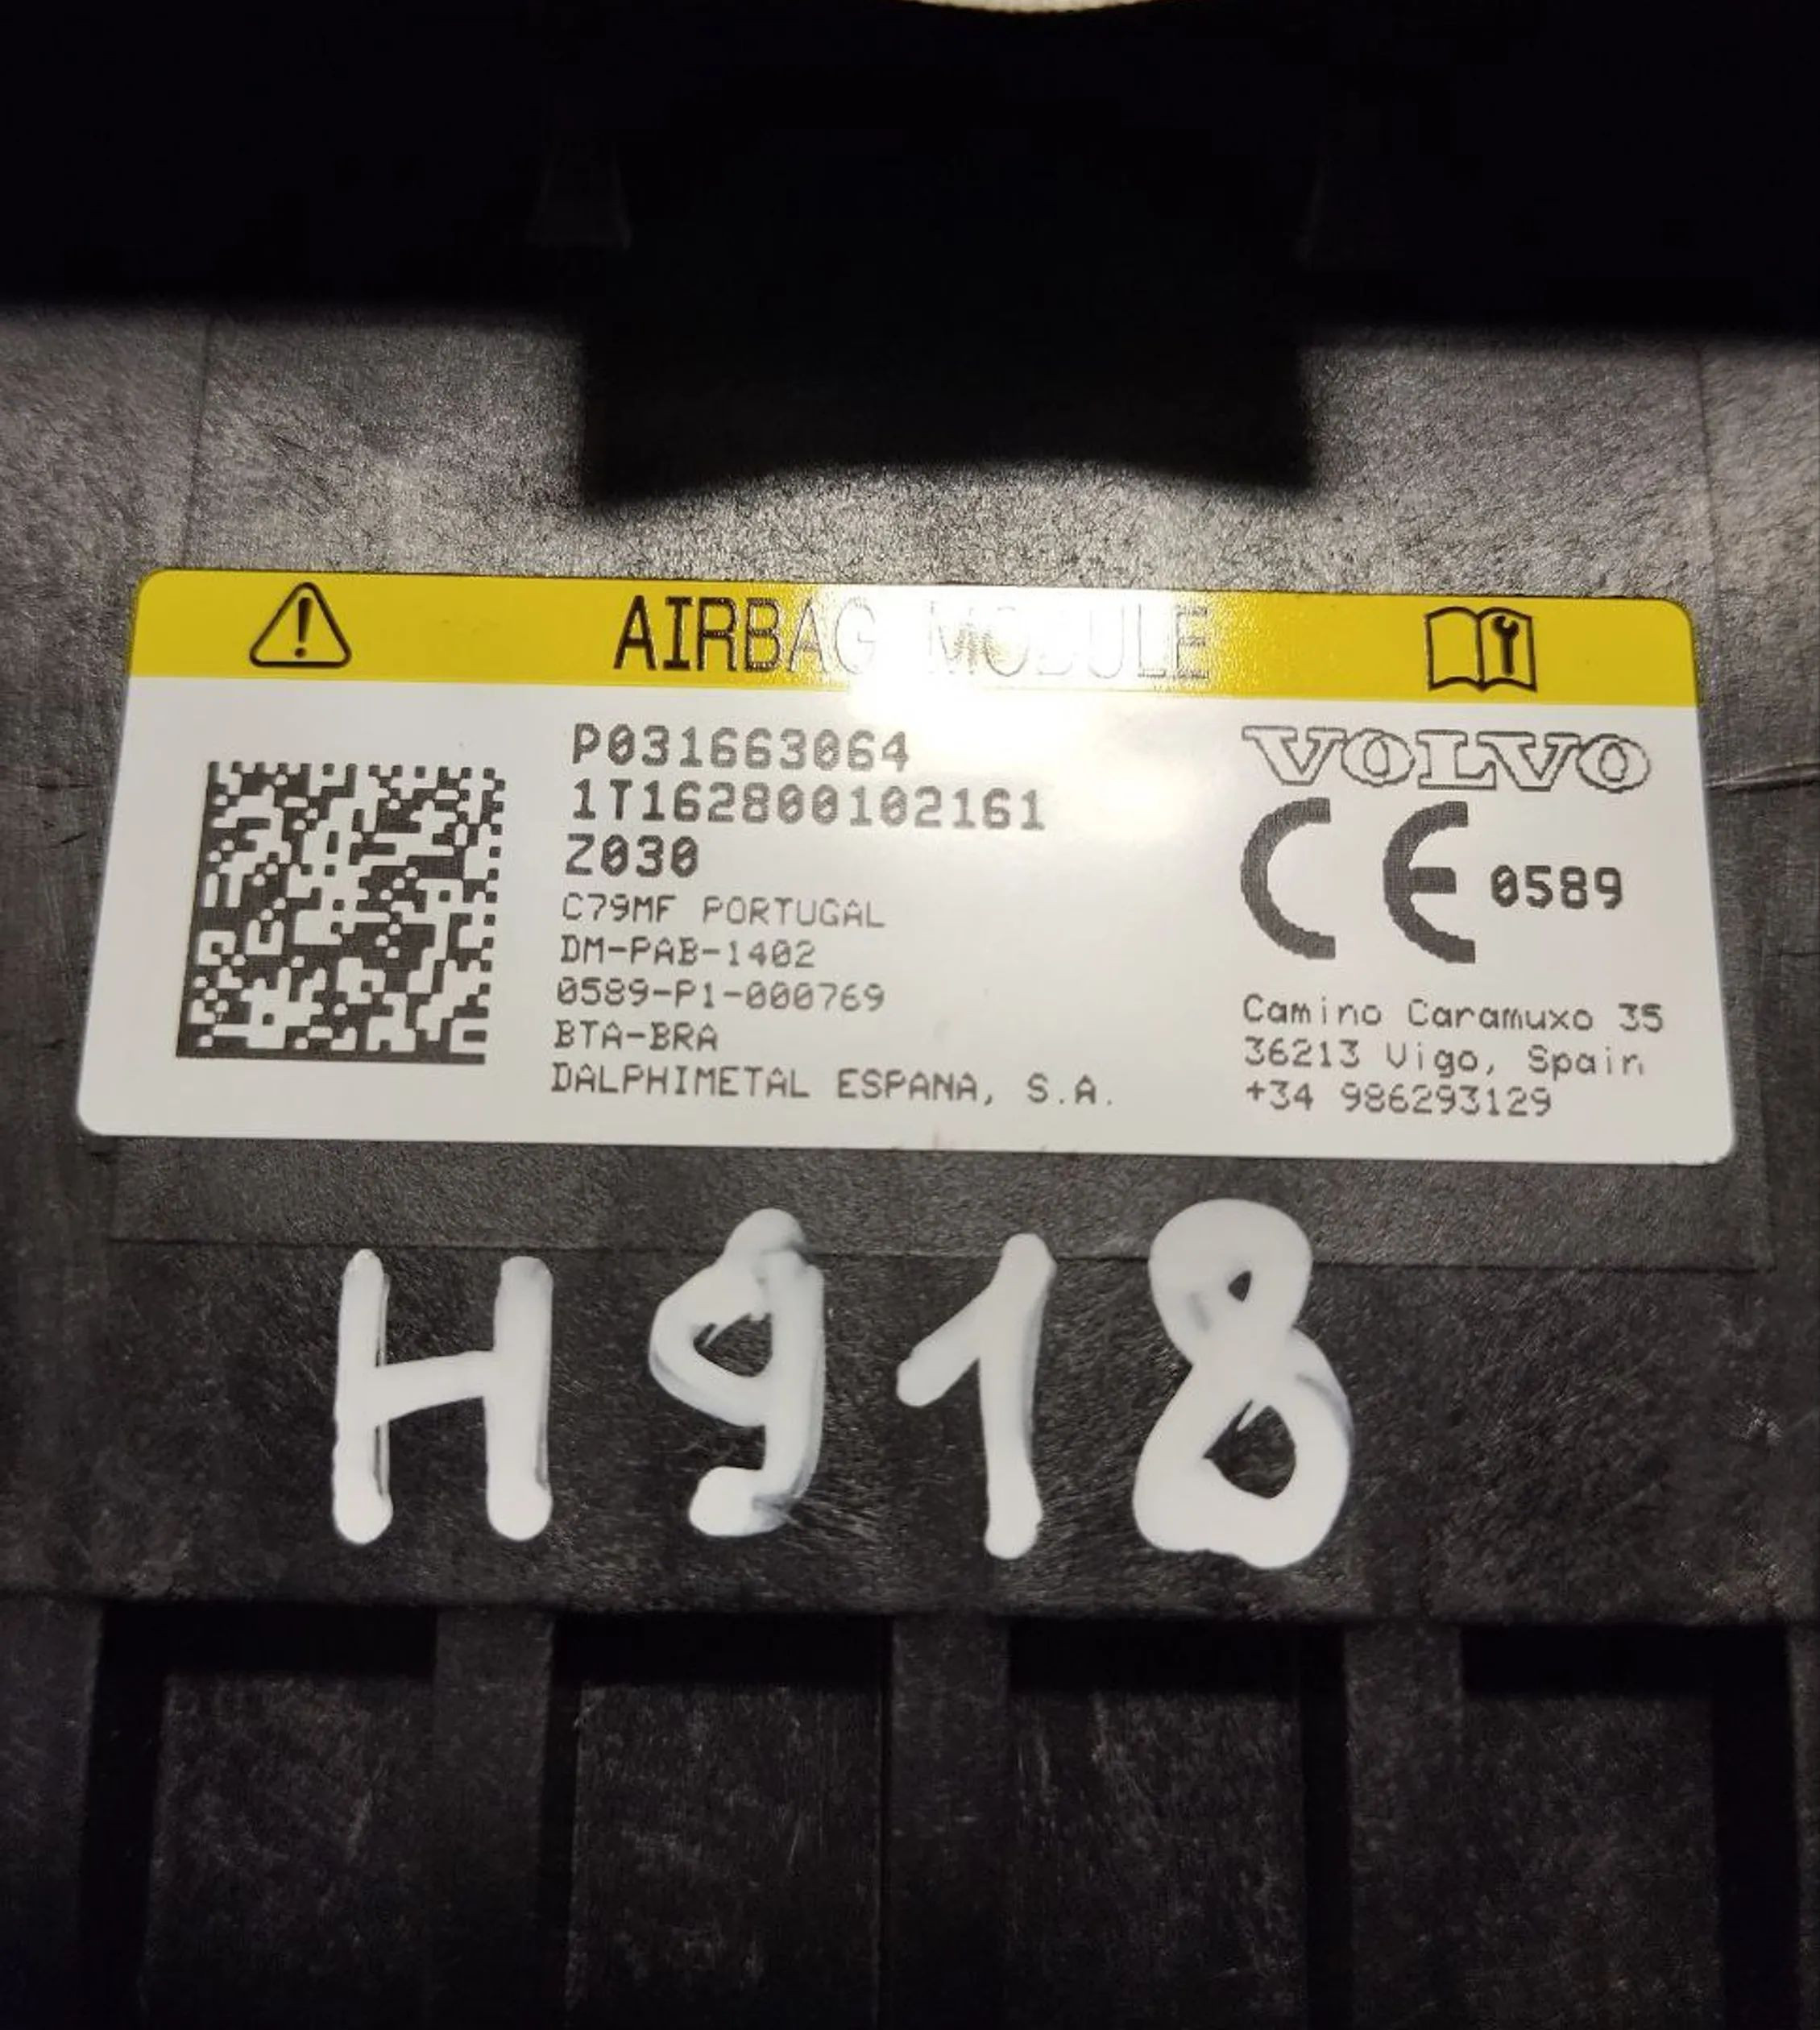 AIRBAG MODULE
P031663064
1T162800102161
Z030
C79MF PORTUGAL
DM-PAB-1402
0589-P1-000769
BTA-BRA
DALPHIMETAL ESPANA, S.A.
VOLVO
CE 0589
Camino Caramuxo 35
36213 Vigo, Spain
+34 986293129
H918